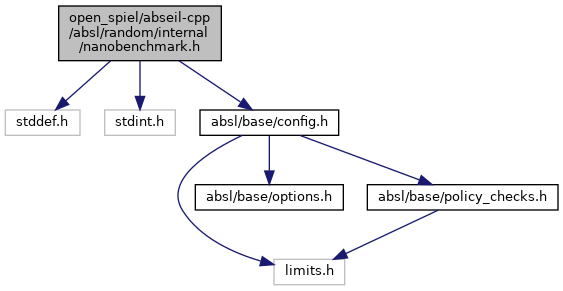 open_spiel/abseil-cpp
/absl/random/internal
/nanobenchmark.h
stddef.h
stdint.h
absl/base/config.h
absl/base/options.h
absl/base/policy_checks.h
limits.h